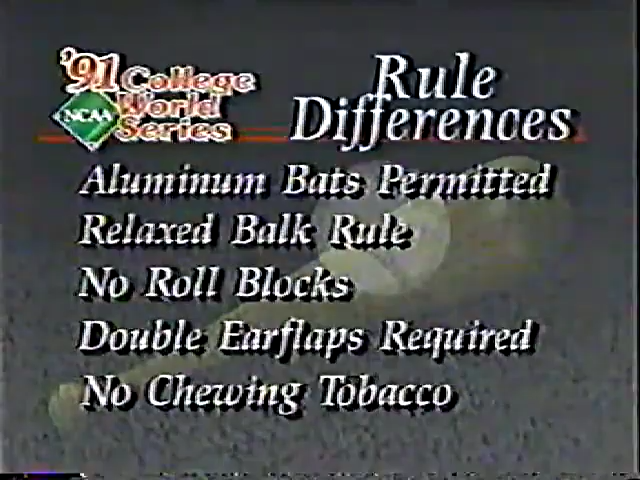 '91 College
World
Series
NCAA
Rule
Differences
Aluminum Bats Permitted
Relaxed Balk Rule
No Roll Blocks
Double Earflaps Required
No Chewing Tobacco